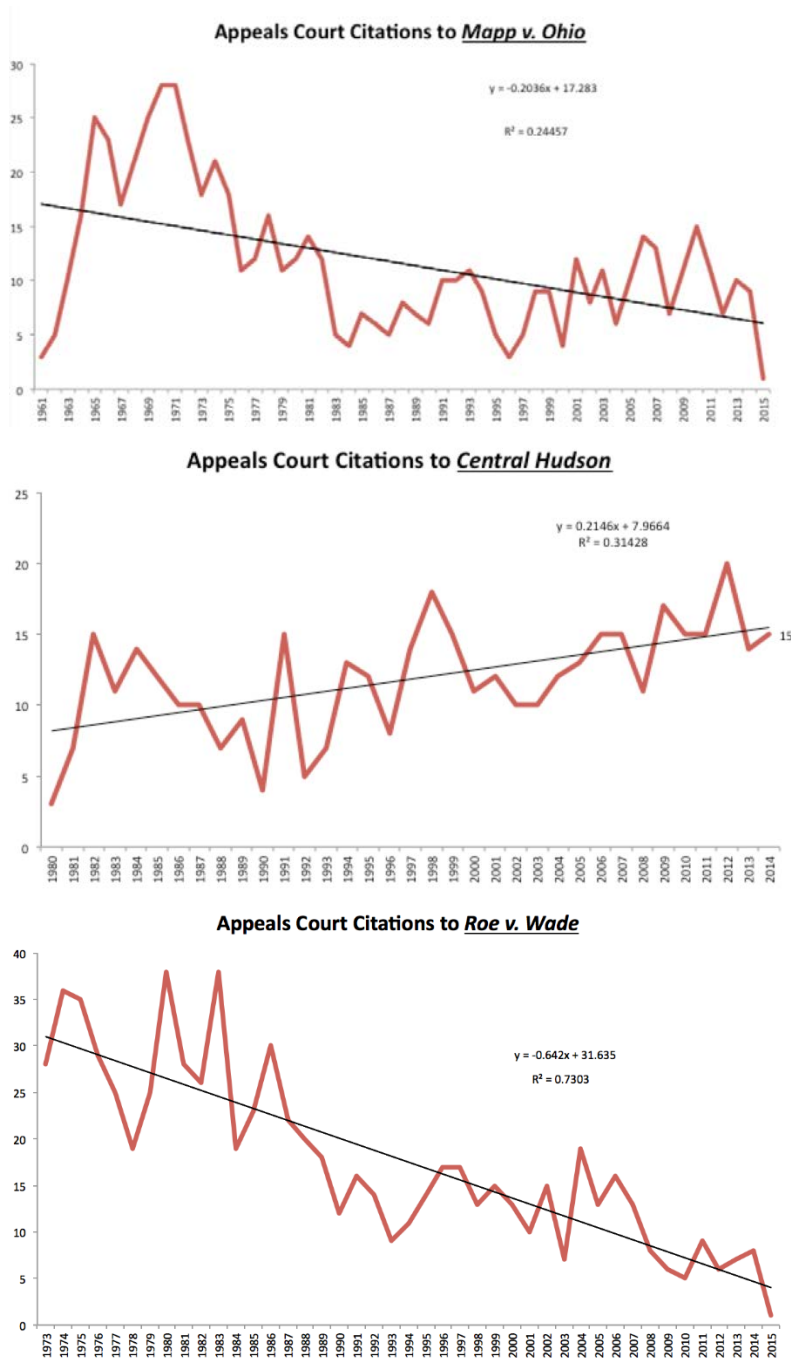 Appeals Court Citations to Mapp v. Ohio
30
y = -0.2036x + 17.283
25
R² = 0.24457
20
15
10
5
0
1961 1963 1965 1967 1969 1971 1973 1975 1977 1979 1981 1983 1985 1987 1989 1991 1993 1995 1997 1999 2001 2003 2005 2007 2009 2011 2013 2015
Appeals Court Citations to Central Hudson
25
y = 0.2146x + 7.9664
R² = 0.31428
20
15
15
10
5
0
1980 1981 1982 1983 1984 1985 1986 1987 1988 1989 1990 1991 1992 1993 1994 1995 1996 1997 1998 1999 2000 2001 2002 2003 2004 2005 2006 2007 2008 2009 2010 2011 2012 2013 2014
Appeals Court Citations to Roe v. Wade
40
35
30
y = -0.642x + 31.635
R² = 0.7303
25
20
15
10
5
0
1973 1974 1975 1976 1977 1978 1979 1980 1981 1982 1983 1984 1985 1986 1987 1988 1989 1990 1991 1992 1993 1994 1995 1996 1997 1998 1999 2000 2001 2002 2003 2004 2005 2006 2007 2008 2009 2010 2011 2012 2013 2014 2015